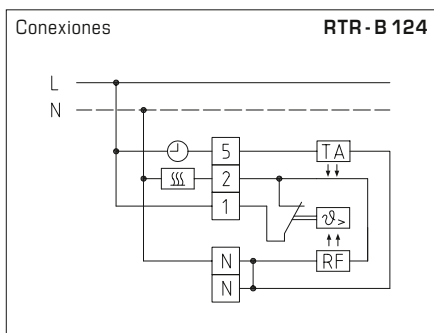 Conexiones RTR-B 124
L
N
5 TA
2
1 ϑ>
N RF
N